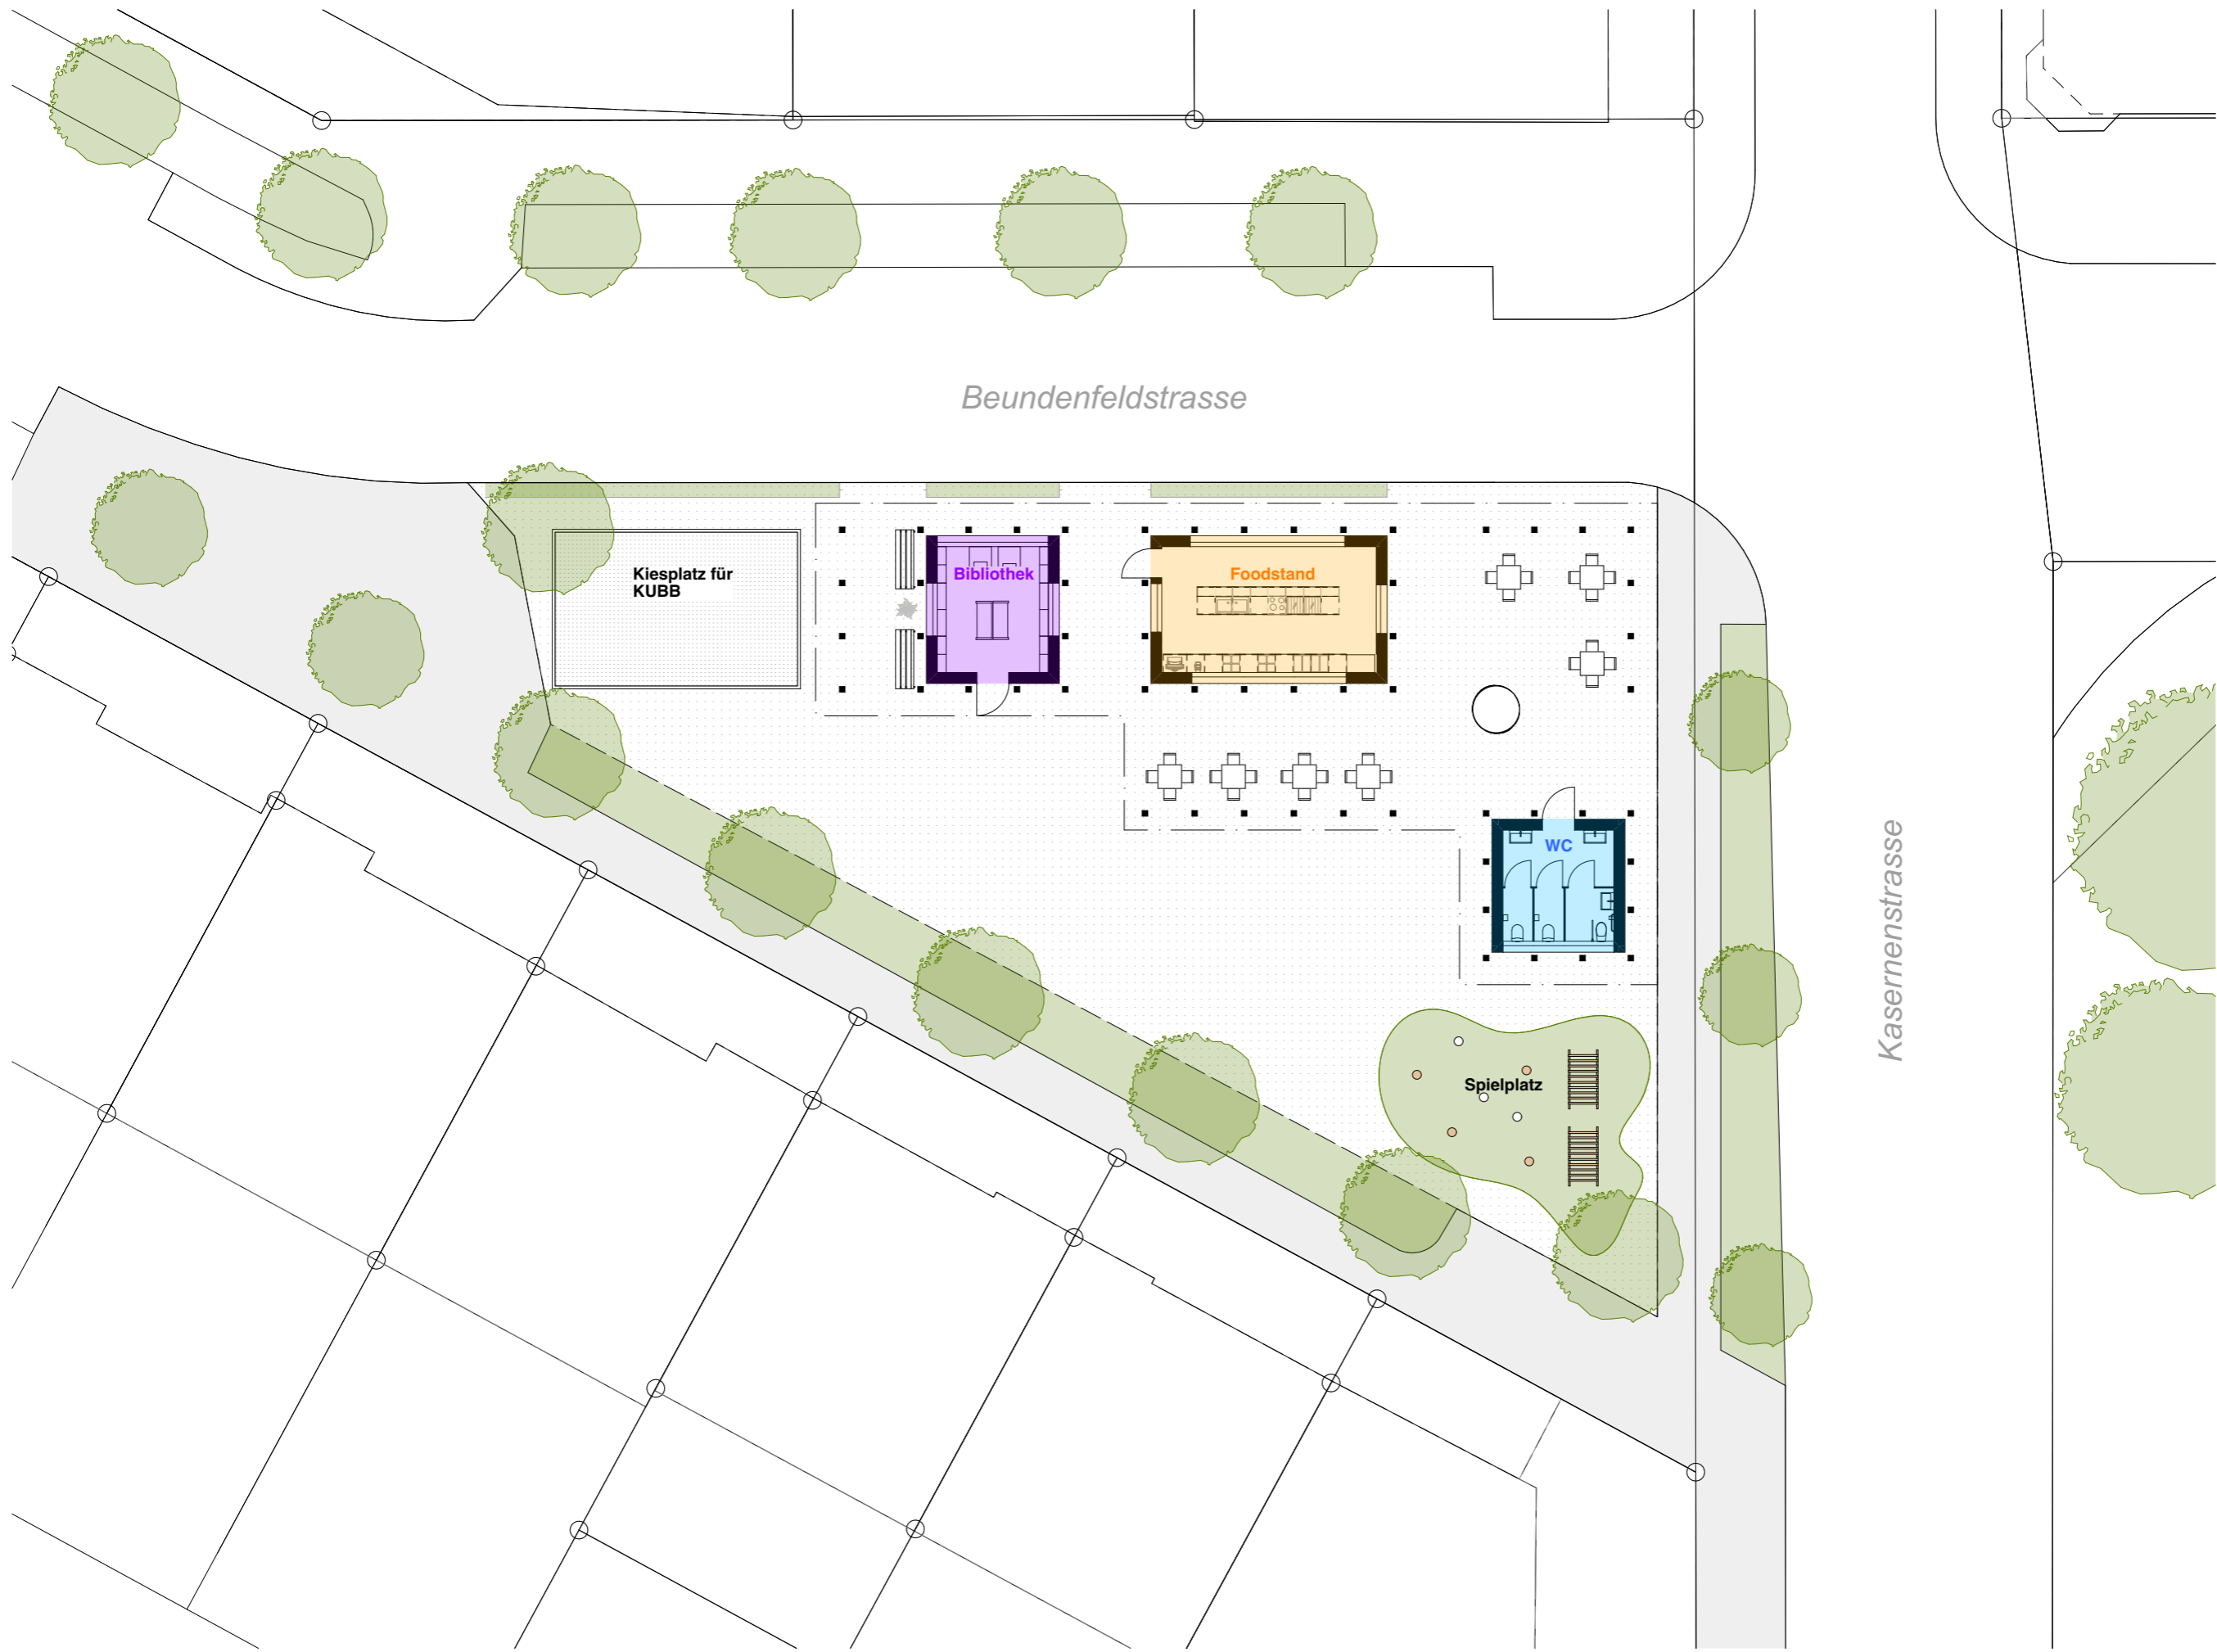 Beundenfeldstrasse
Kiesplatz für
KUBB
Bibliothek
Foodstand
WC
Kasernenstrasse
Spielplatz